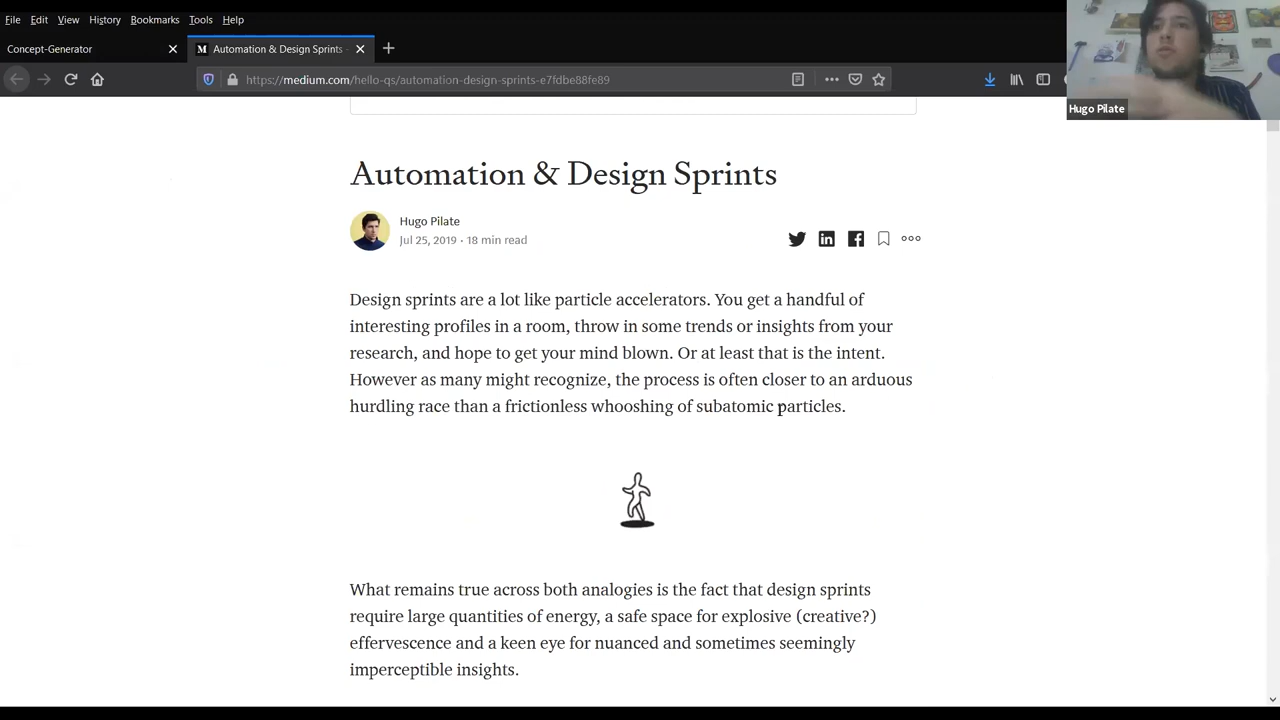 File Edit View History Bookmarks Tools Help
Concept-Generator
M Automation & Design Sprints -
https://medium.com/hello-qs/automation-design-sprints-e7fdbe88fe89
Hugo Pilate
Automation & Design Sprints
Hugo Pilate
Jul 25, 2019 · 18 min read
Design sprints are a lot like particle accelerators. You get a handful of
interesting profiles in a room, throw in some trends or insights from your
research, and hope to get your mind blown. Or at least that is the intent.
However as many might recognize, the process is often closer to an arduous
hurdling race than a frictionless whooshing of subatomic particles.
What remains true across both analogies is the fact that design sprints
require large quantities of energy, a safe space for explosive (creative?)
effervescence and a keen eye for nuanced and sometimes seemingly
imperceptible insights.